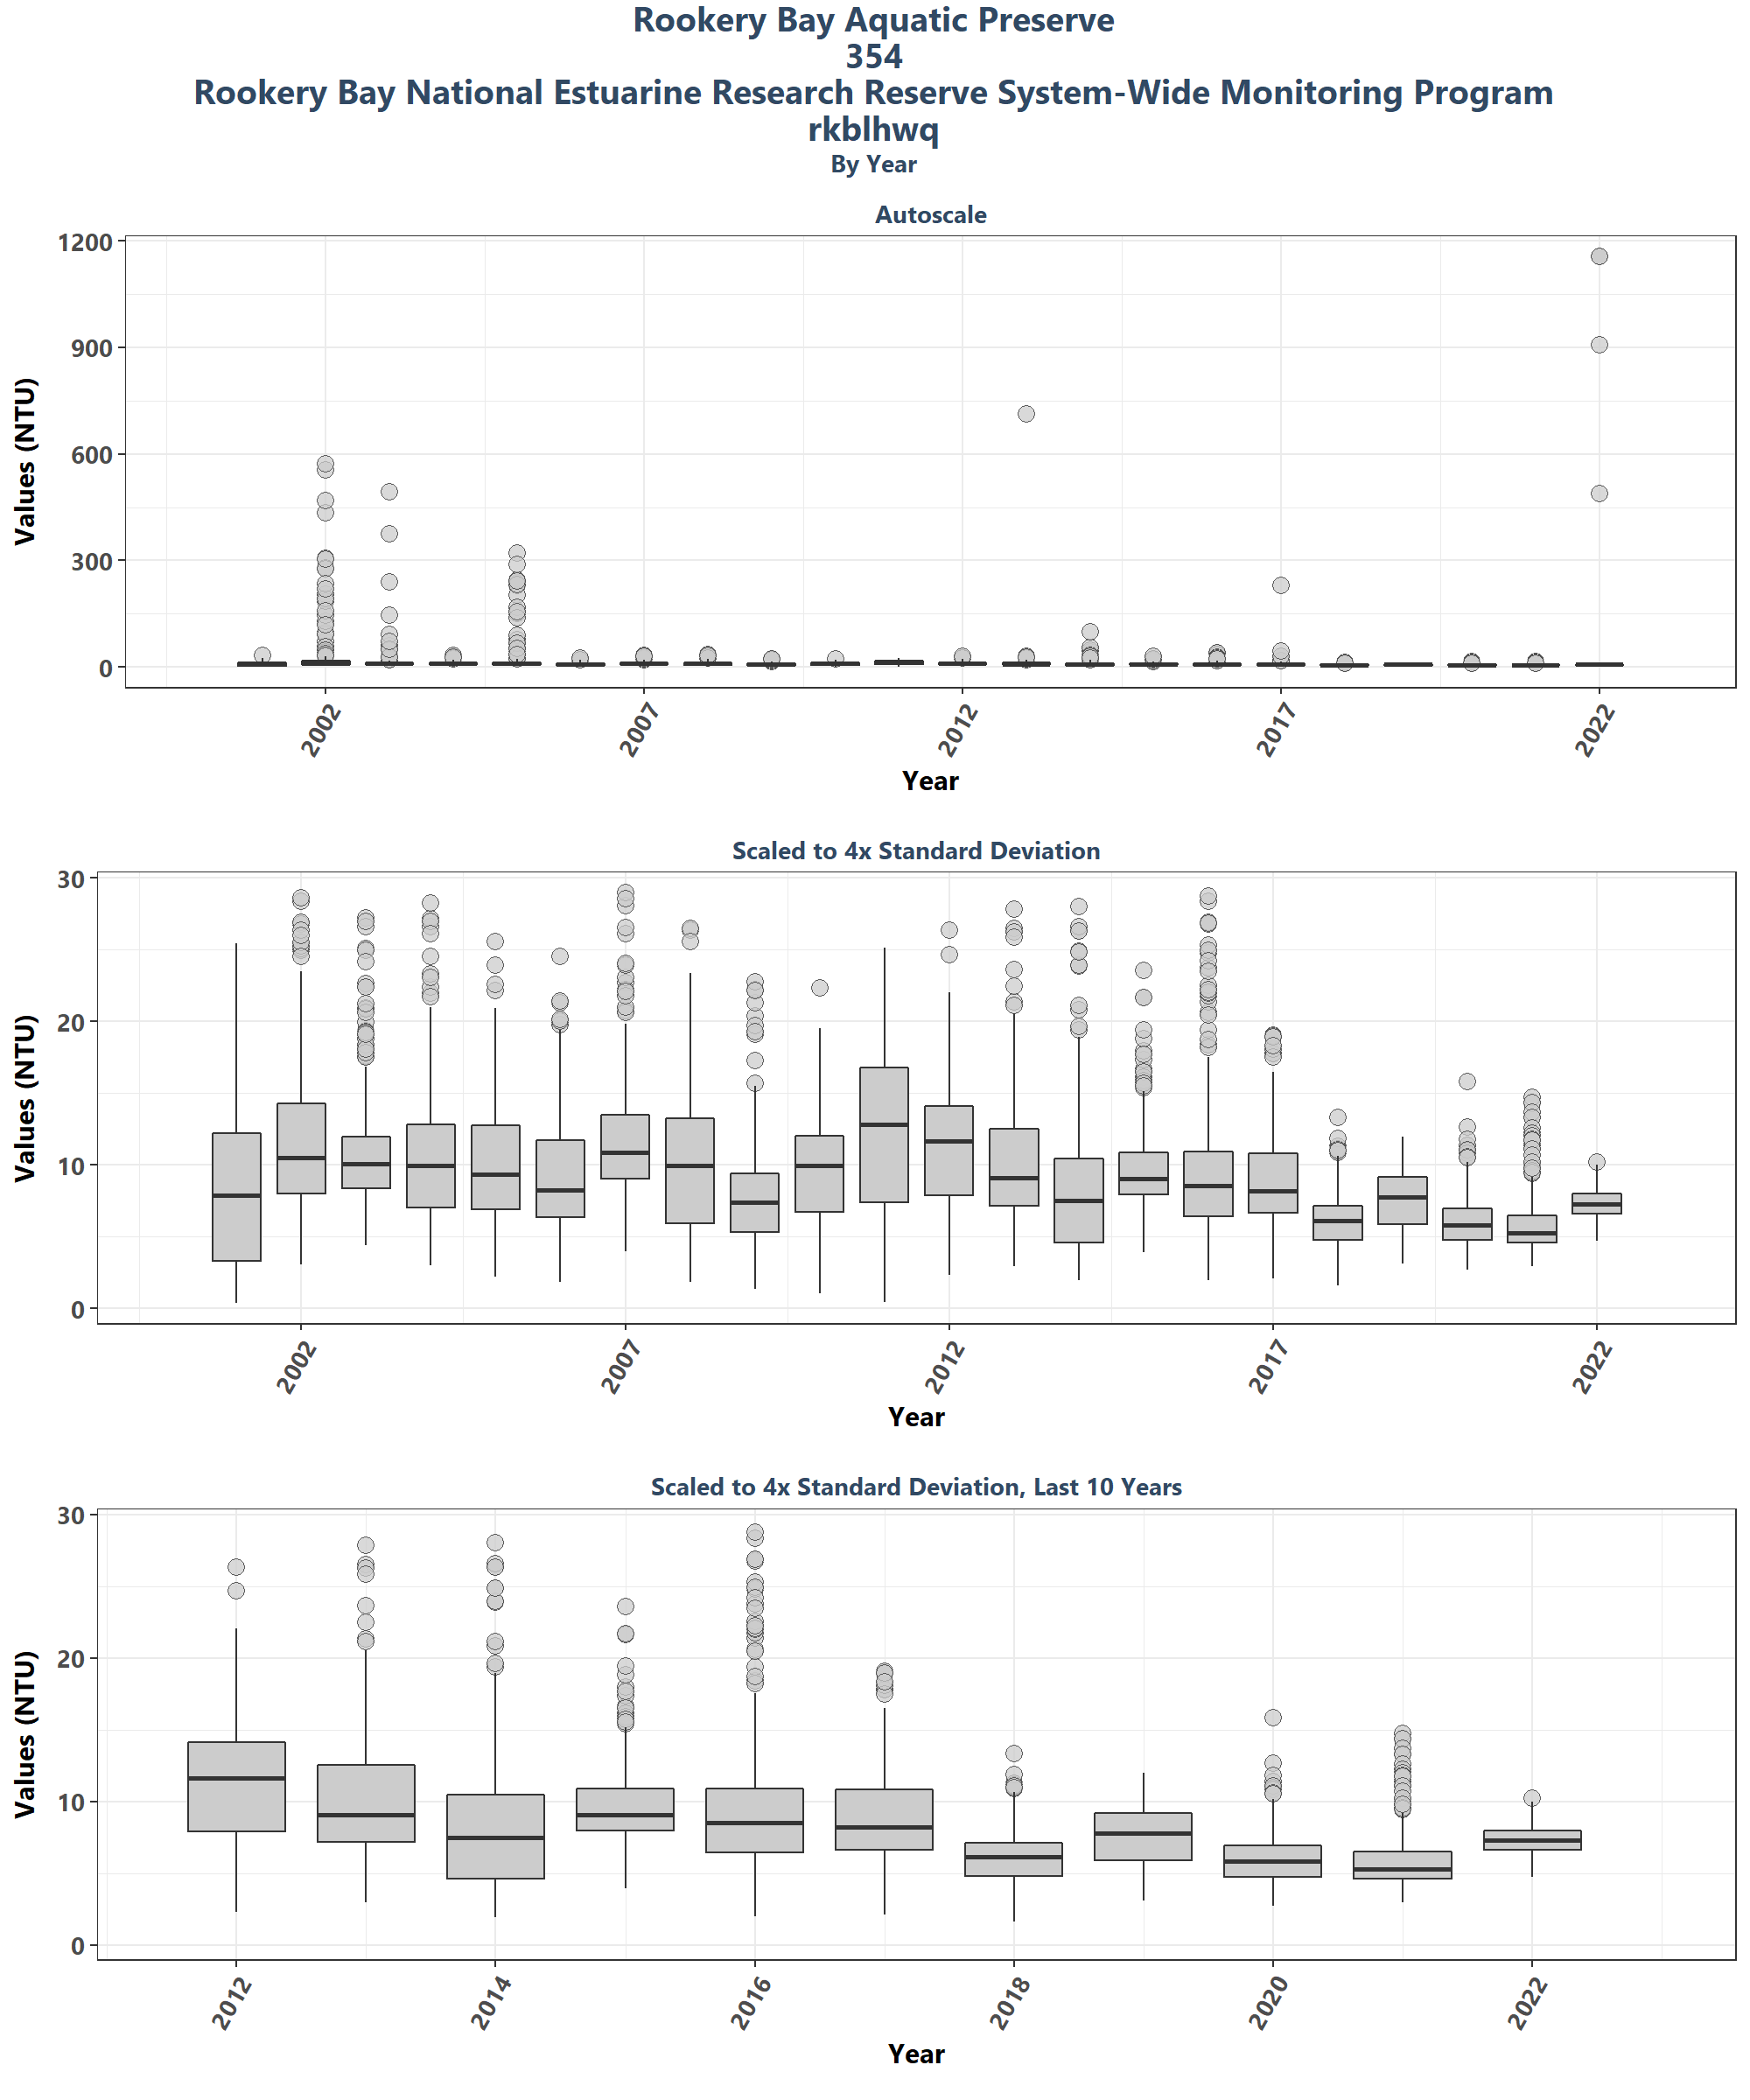 Rookery Bay Aquatic Preserve
354
Rookery Bay National Estuarine Research Reserve System-Wide Monitoring Program
rkblhwq
By Year
Autoscale
Values (NTU)
1200
900
600
300
0
2002 2007 2012 2017 2022
Year
Scaled to 4x Standard Deviation
Values (NTU)
30
20
10
0
2002 2007 2012 2017 2022
Year
Scaled to 4x Standard Deviation, Last 10 Years
Values (NTU)
30
20
10
0
2012 2014 2016 2018 2020 2022
Year